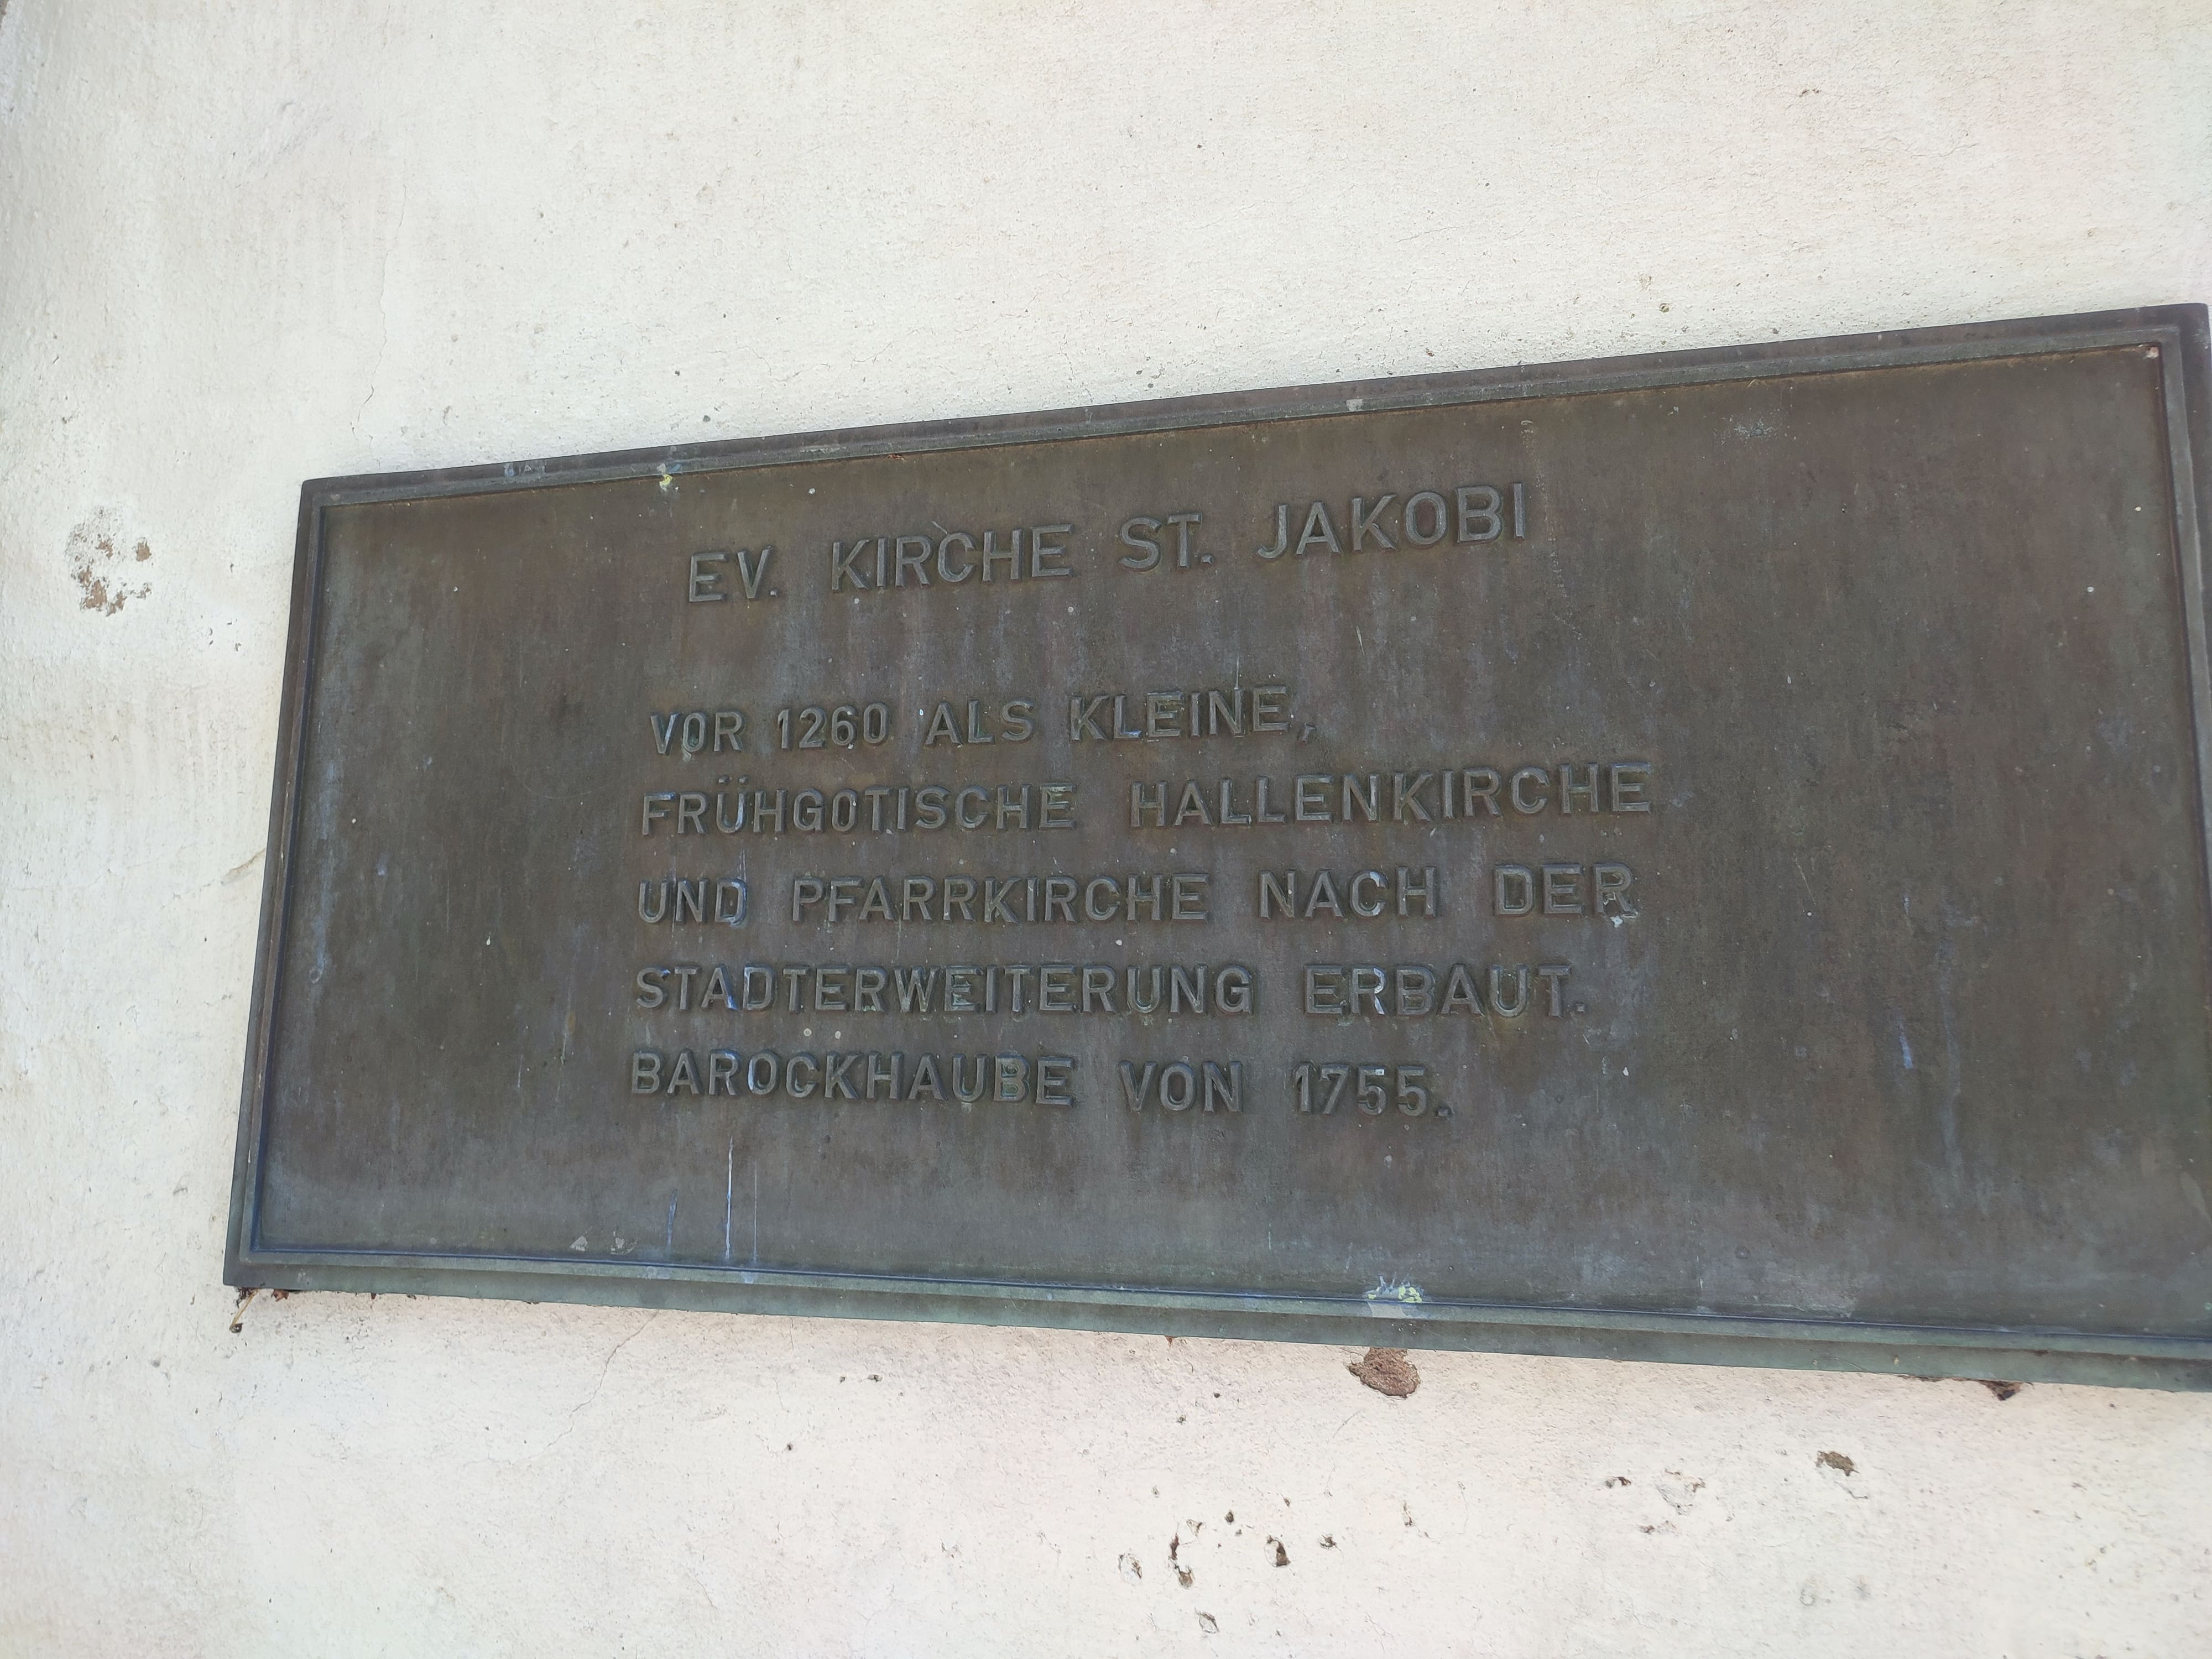 EV. KIRCHE ST. JAKOBI
VOR 1260 ALS KLEINE,
FRÜHGOTISCHE HALLENKIRCHE
UND PFARRKIRCHE NACH DER
STADTERWEITERUNG ERBAUT.
BAROCKHAUBE VON 1755.